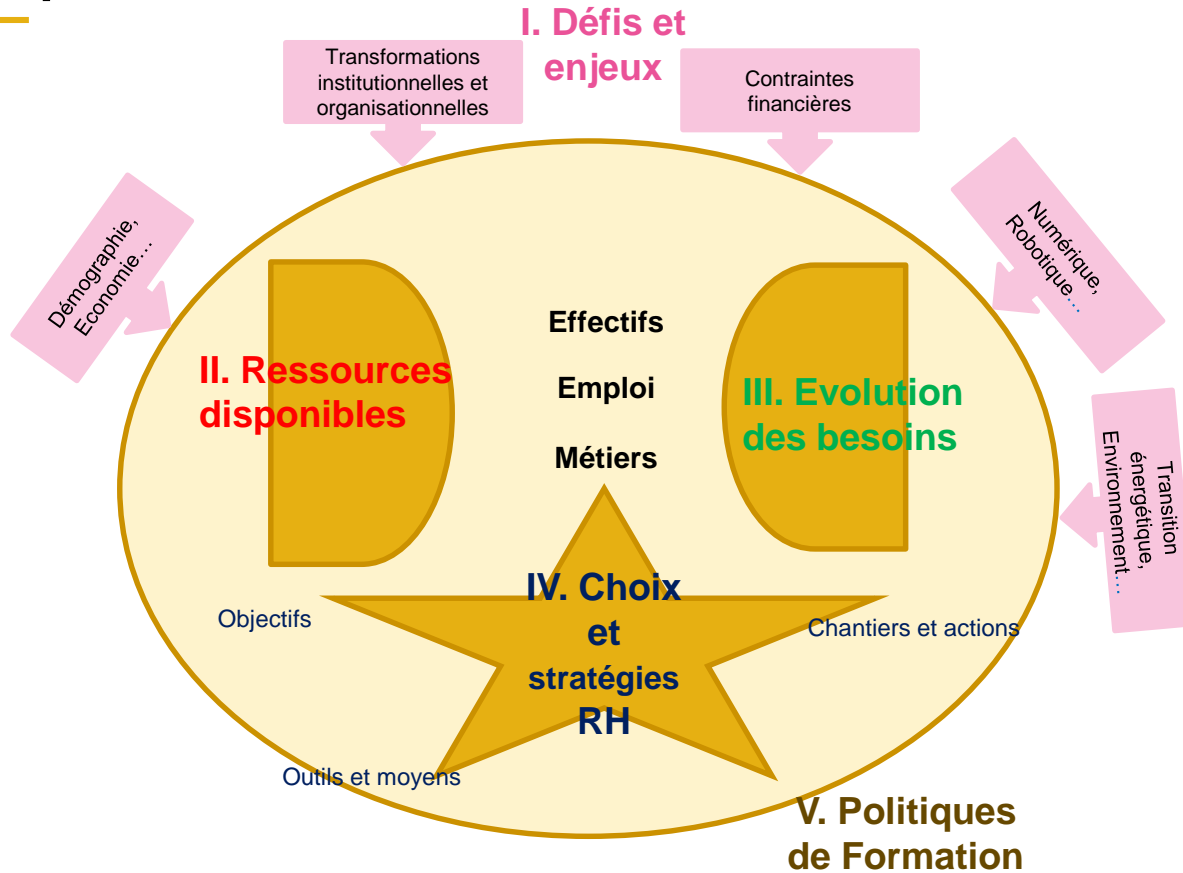 I. Défis et
enjeux
Transformations
institutionnelles et
organisationnelles
Contraintes
financières
Démographie,
Economie…
Numérique,
Robotique…
Transition
énergétique,
Environnement…
Effectifs
Emploi
Métiers
II. Ressources
disponibles
III. Evolution
des besoins
IV. Choix
et
stratégies
RH
Objectifs
Chantiers et actions
Outils et moyens
V. Politiques
de Formation